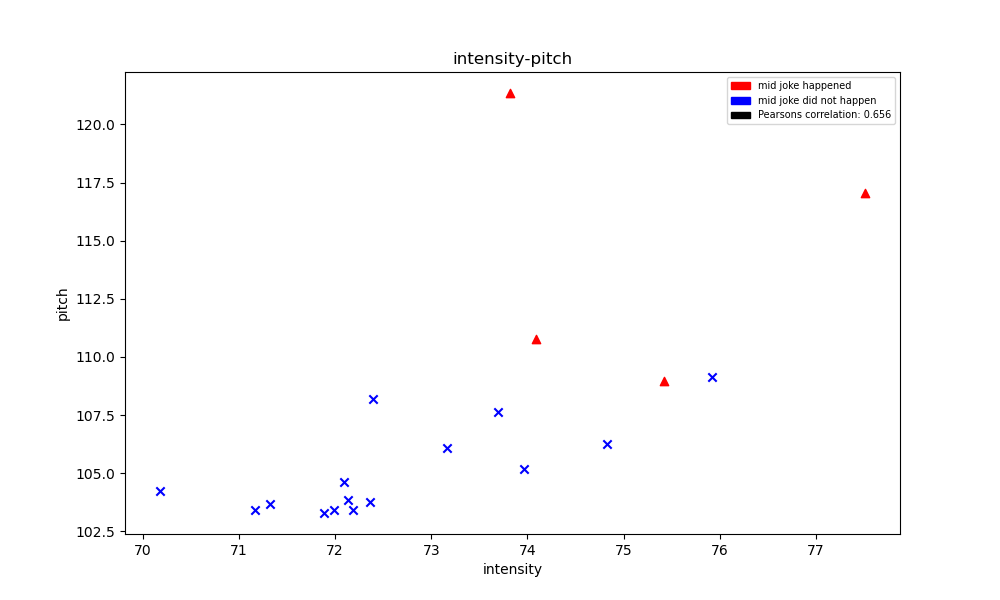 intensity-pitch
mid joke happened
mid joke did not happen
Pearsons correlation: 0.656
120.0
117.5
115.0
112.5
110.0
107.5
105.0
102.5
pitch
70 71 72 73 74 75 76 77
intensity